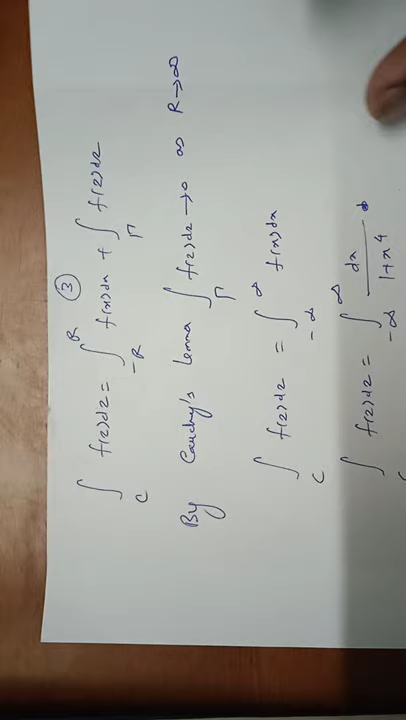 ③
∫_C f(z)dz = ∫_{-R}^{R} f(x)dx + ∫_Γ f(z)dz
By Cauchy's lemma ∫_Γ f(z)dz → 0 as R→∞
∫_C f(z)dz = ∫_{-∞}^{∞} f(x)dx
∫_C f(z)dz = ∫_{-∞}^{∞} dx/(1+x^4)